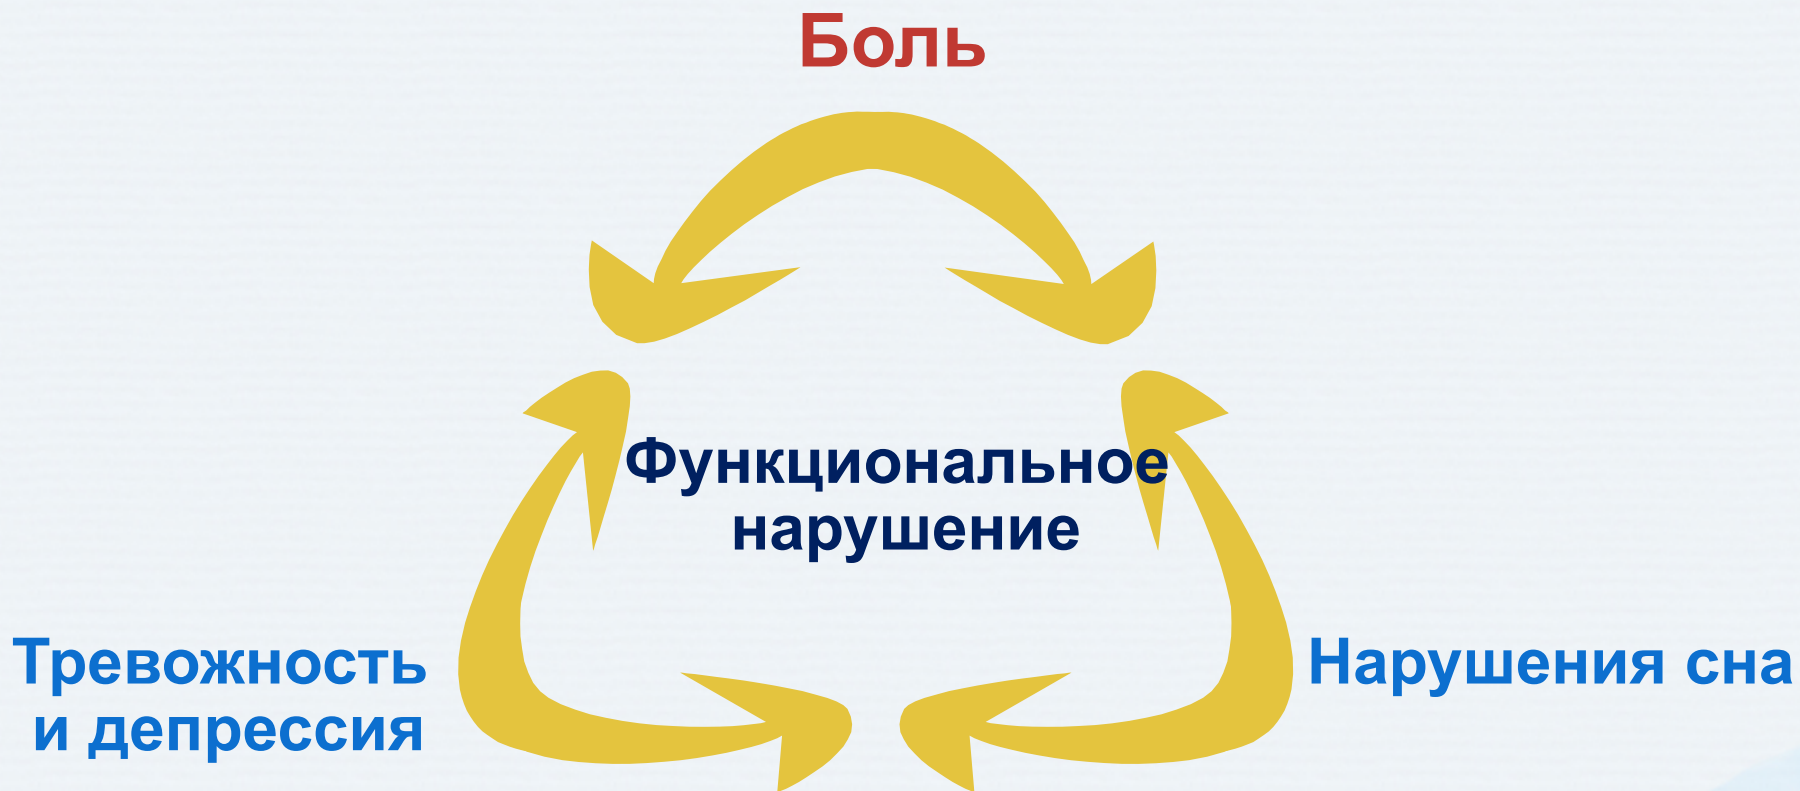 Боль
Функциональное
нарушение
Тревожность
и депрессия
Нарушения сна